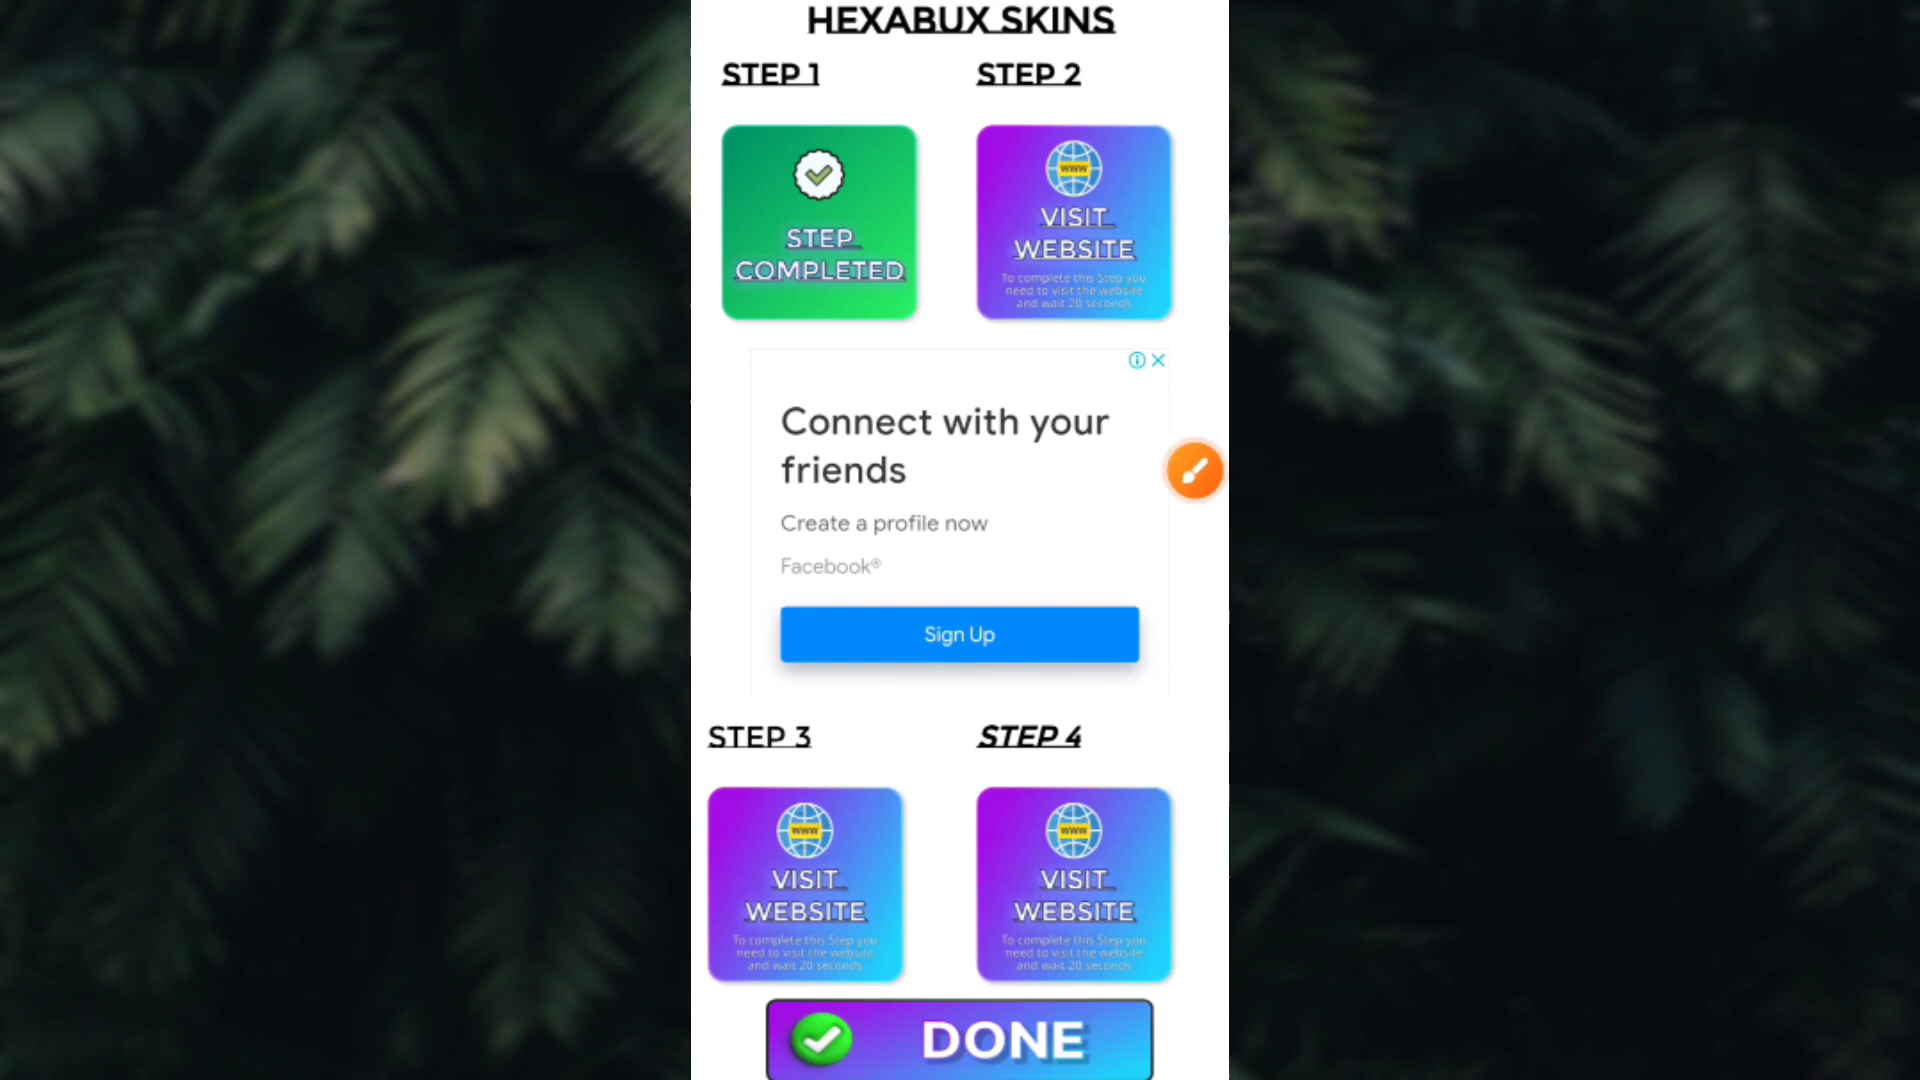 HEXABUX SKINS
STEP 1
STEP 2
STEP
COMPLETED
WWW
VISIT
WEBSITE
To complete this Step you
need to visit the website
and wait 20 seconds
Connect with your
friends
Create a profile now
Facebook®
Sign Up
STEP 3
STEP 4
WWW
VISIT
WEBSITE
To complete this Step you
need to visit the website
and wait 20 seconds
WWW
VISIT
WEBSITE
To complete this Step you
need to visit the website
and wait 20 seconds
DONE